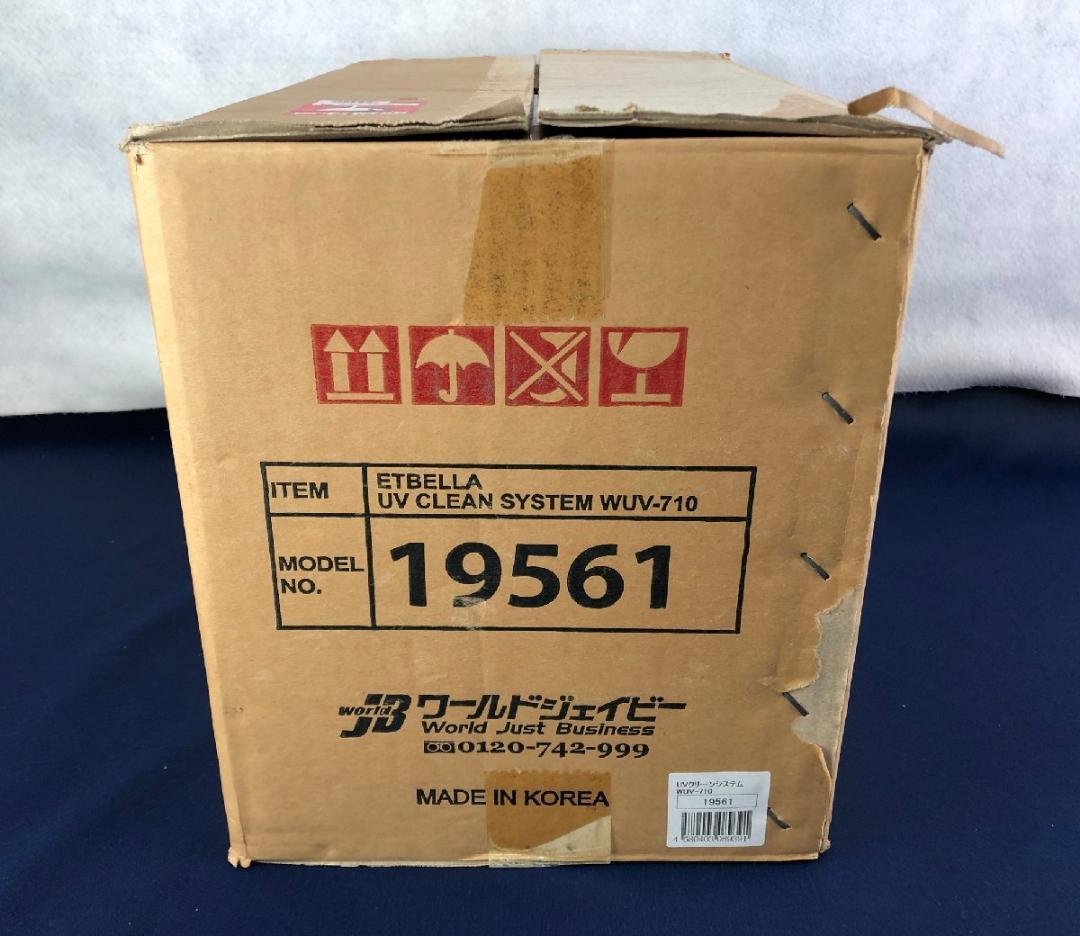 ITEM
ETBELLA
UV CLEAN SYSTEM WUV-710
MODEL
NO.
19561
world JB ワールドジェイビー
World Just Business
0120-742-999
MADE IN KOREA
UVクリーンシステム
WUV-710
19561